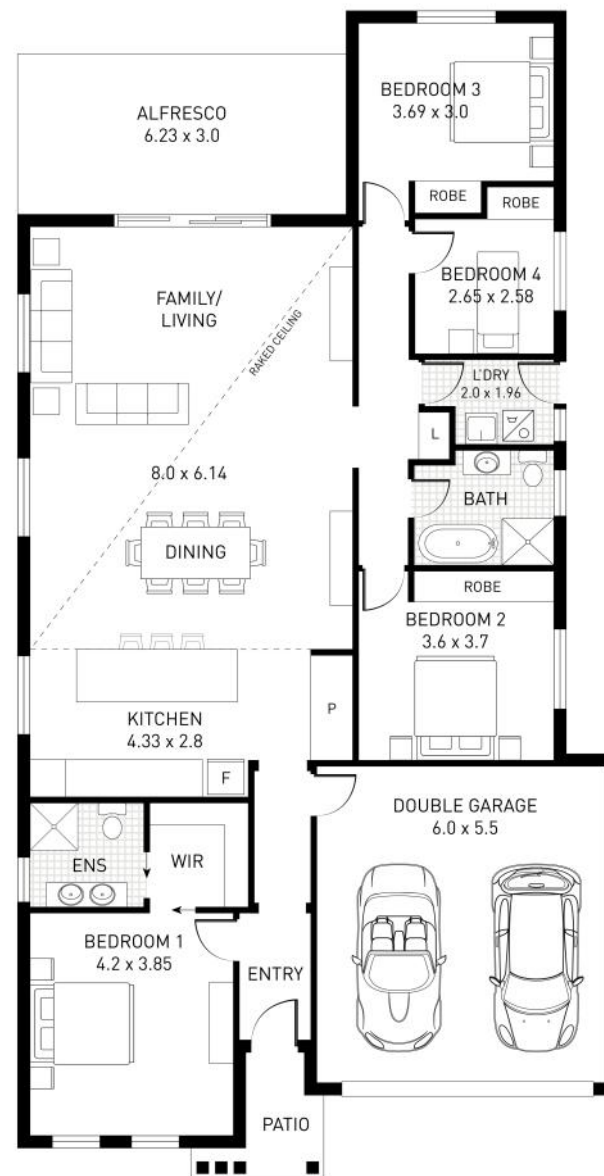 BEDROOM 3
3.69 x 3.0
ALFRESCO
6.23 x 3.0
ROBE
ROBE
BEDROOM 4
2.65 x 2.58
FAMILY/
LIVING
RAKED CEILING
L'DRY
2.0 x 1.96
L
8.0 x 6.14
BATH
DINING
ROBE
BEDROOM 2
3.6 x 3.7
P
KITCHEN
4.33 x 2.8
F
DOUBLE GARAGE
6.0 x 5.5
ENS
WIR
BEDROOM 1
4.2 x 3.85
ENTRY
PATIO